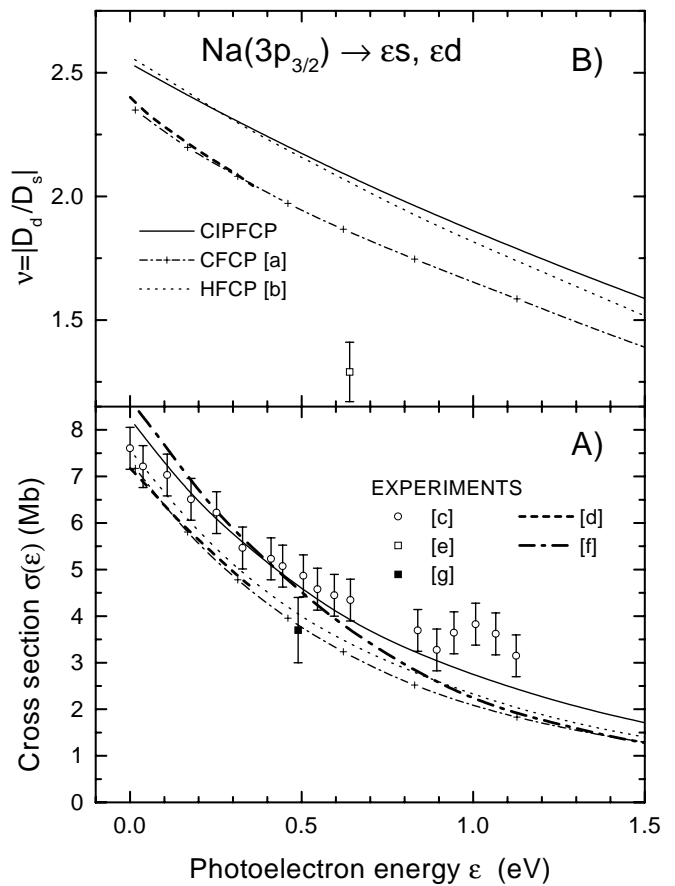 Na(3p3/2) → εs, εd
B)
2.5
2.0
1.5
ν=|Dd/Ds|
CIPFCP
CFCP [a]
HFCP [b]
A)
8
7
6
5
4
3
2
1
0
Cross section σ(ε) (Mb)
EXPERIMENTS
[c] [d]
[e] [f]
[g]
0.0 0.5 1.0 1.5
Photoelectron energy ε (eV)